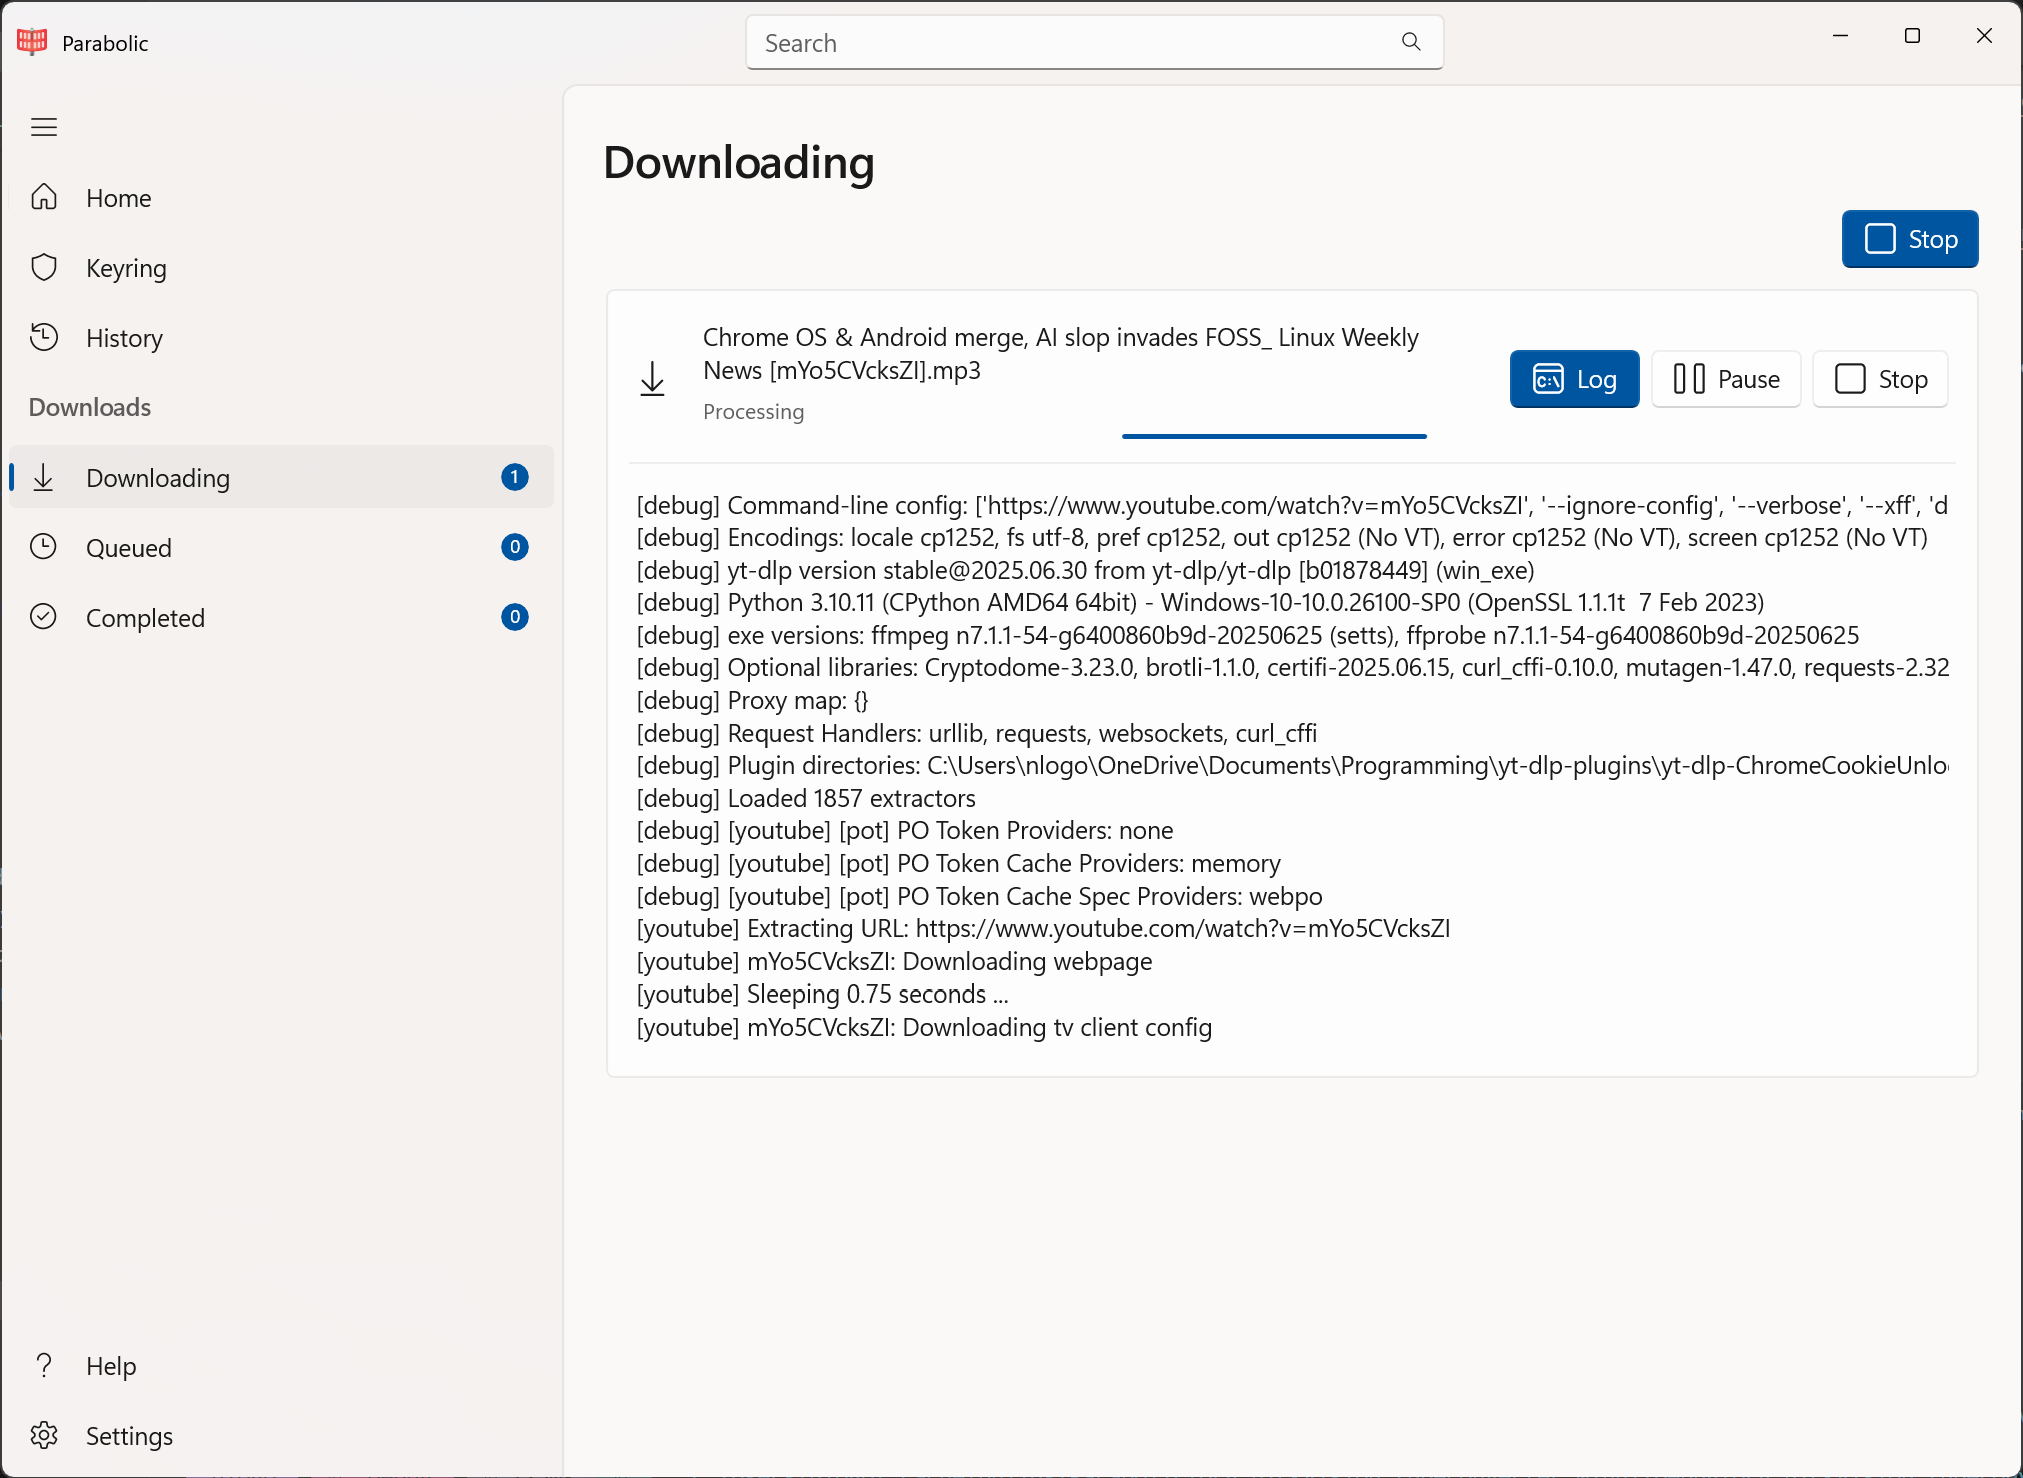 Parabolic
Search
Home
Keyring
History
Downloads
Downloading 1
Queued 0
Completed 0
Help
Settings
Downloading
Stop
Chrome OS & Android merge, AI slop invades FOSS_ Linux Weekly
News [mYo5CVcksZI].mp3
Processing
Log
Pause
Stop
[debug] Command-line config: ['https://www.youtube.com/watch?v=mYo5CVcksZI', '--ignore-config', '--verbose', '--xff', 'd
[debug] Encodings: locale cp1252, fs utf-8, pref cp1252, out cp1252 (No VT), error cp1252 (No VT), screen cp1252 (No VT)
[debug] yt-dlp version stable@2025.06.30 from yt-dlp/yt-dlp [b01878449] (win_exe)
[debug] Python 3.10.11 (CPython AMD64 64bit) - Windows-10-10.0.26100-SP0 (OpenSSL 1.1.1t  7 Feb 2023)
[debug] exe versions: ffmpeg n7.1.1-54-g6400860b9d-20250625 (setts), ffprobe n7.1.1-54-g6400860b9d-20250625
[debug] Optional libraries: Cryptodome-3.23.0, brotli-1.1.0, certifi-2025.06.15, curl_cffi-0.10.0, mutagen-1.47.0, requests-2.32
[debug] Proxy map: {}
[debug] Request Handlers: urllib, requests, websockets, curl_cffi
[debug] Plugin directories: C:\Users\nlogo\OneDrive\Documents\Programming\yt-dlp-plugins\yt-dlp-ChromeCookieUnlo
[debug] Loaded 1857 extractors
[debug] [youtube] [pot] PO Token Providers: none
[debug] [youtube] [pot] PO Token Cache Providers: memory
[debug] [youtube] [pot] PO Token Cache Spec Providers: webpo
[youtube] Extracting URL: https://www.youtube.com/watch?v=mYo5CVcksZI
[youtube] mYo5CVcksZI: Downloading webpage
[youtube] Sleeping 0.75 seconds ...
[youtube] mYo5CVcksZI: Downloading tv client config